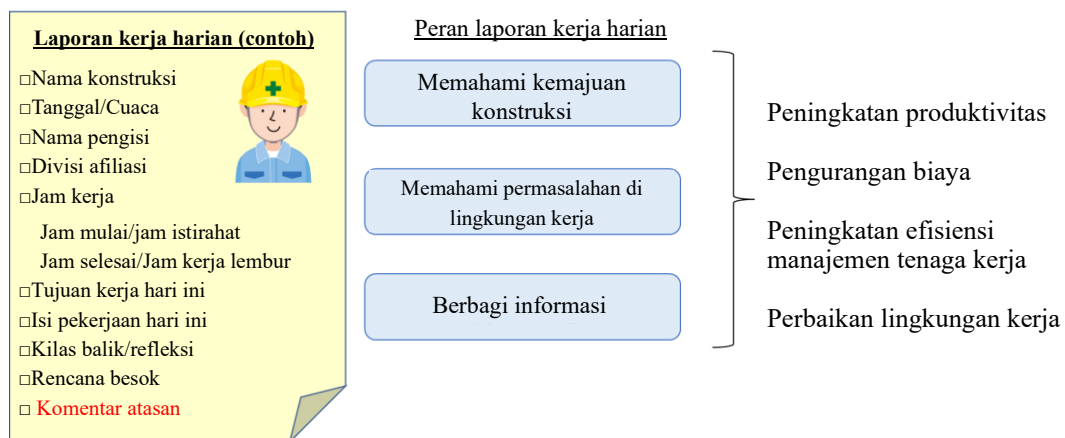 Laporan kerja harian (contoh)
□Nama konstruksi
□Tanggal/Cuaca
□Nama pengisi
□Divisi afiliasi
□Jam kerja
Jam mulai/jam istirahat
Jam selesai/Jam kerja lembur
□Tujuan kerja hari ini
□Isi pekerjaan hari ini
□Kilas balik/refleksi
□Rencana besok
□ Komentar atasan
Peran laporan kerja harian
Memahami kemajuan
konstruksi
Memahami permasalahan di
lingkungan kerja
Berbagi informasi
Peningkatan produktivitas
Pengurangan biaya
Peningkatan efisiensi
manajemen tenaga kerja
Perbaikan lingkungan kerja